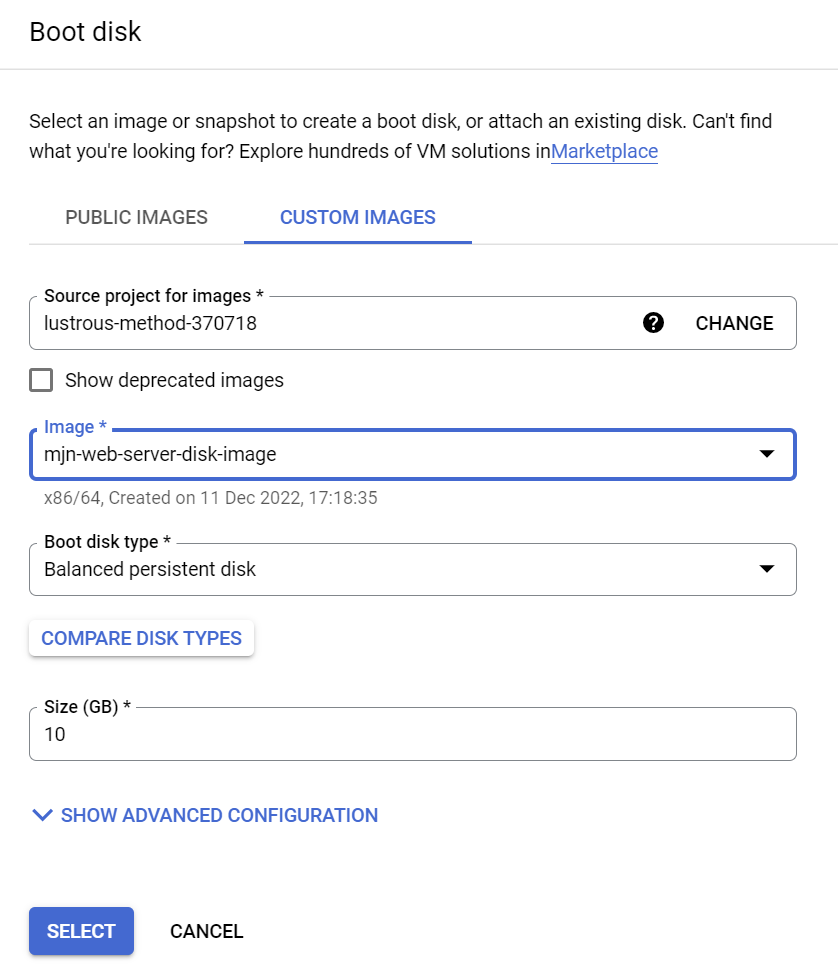 Boot disk
Select an image or snapshot to create a boot disk, or attach an existing disk. Can't find
what you're looking for? Explore hundreds of VM solutions inMarketplace
PUBLIC IMAGES
CUSTOM IMAGES
Source project for images *
lustrous-method-370718
?
CHANGE
Show deprecated images
Image *
mjn-web-server-disk-image
x86/64, Created on 11 Dec 2022, 17:18:35
Boot disk type *
Balanced persistent disk
COMPARE DISK TYPES
Size (GB) *
10
SHOW ADVANCED CONFIGURATION
SELECT
CANCEL